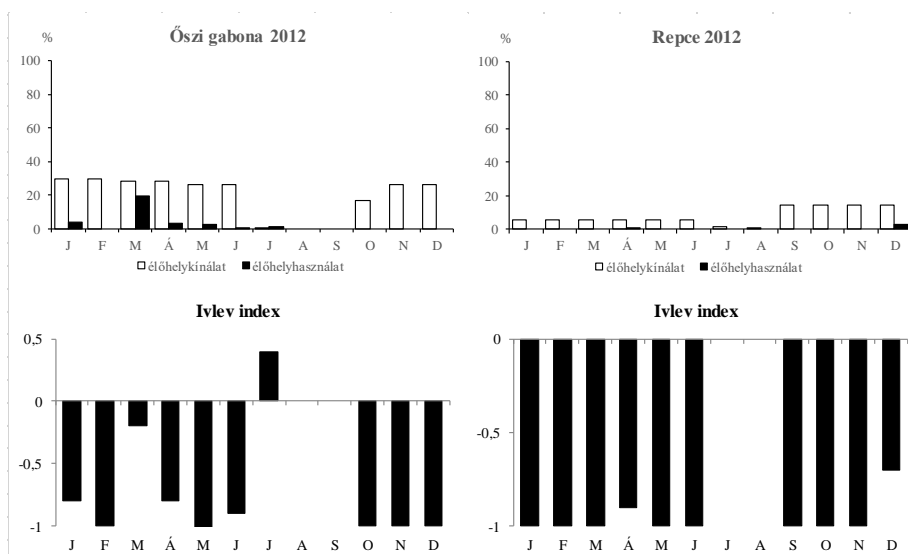 Őszi gabona 2012
%
100
80
60
40
20
0
J F M Á M J J A S O N D
élőhelykínálat élőhelyhasználat
Repce 2012
%
100
80
60
40
20
0
J F M Á M J J A S O N D
élőhelykínálat élőhelyhasználat
Ivlev index
0,5
0
-0,5
-1
J F M Á M J J A S O N D
Ivlev index
0
-0,5
-1
J F M Á M J J A S O N D